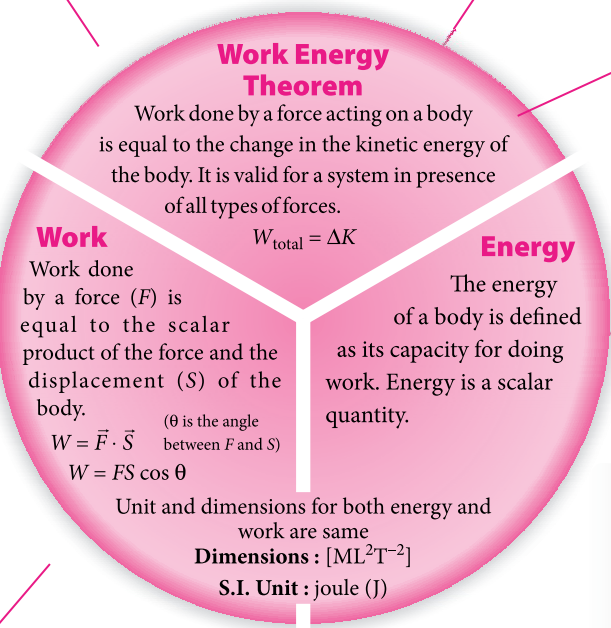 Work Energy
Theorem
Work done by a force acting on a body
is equal to the change in the kinetic energy of
the body. It is valid for a system in presence
of all types of forces.
W_total = ΔK
Work
Work done
by a force (F) is
equal to the scalar
product of the force and the
displacement (S) of the
body.
W = F⃗ · S⃗
(θ is the angle
between F and S)
W = FS cos θ
Energy
The energy
of a body is defined
as its capacity for doing
work. Energy is a scalar
quantity.
Unit and dimensions for both energy and
work are same
Dimensions : [ML²T⁻²]
S.I. Unit : joule (J)